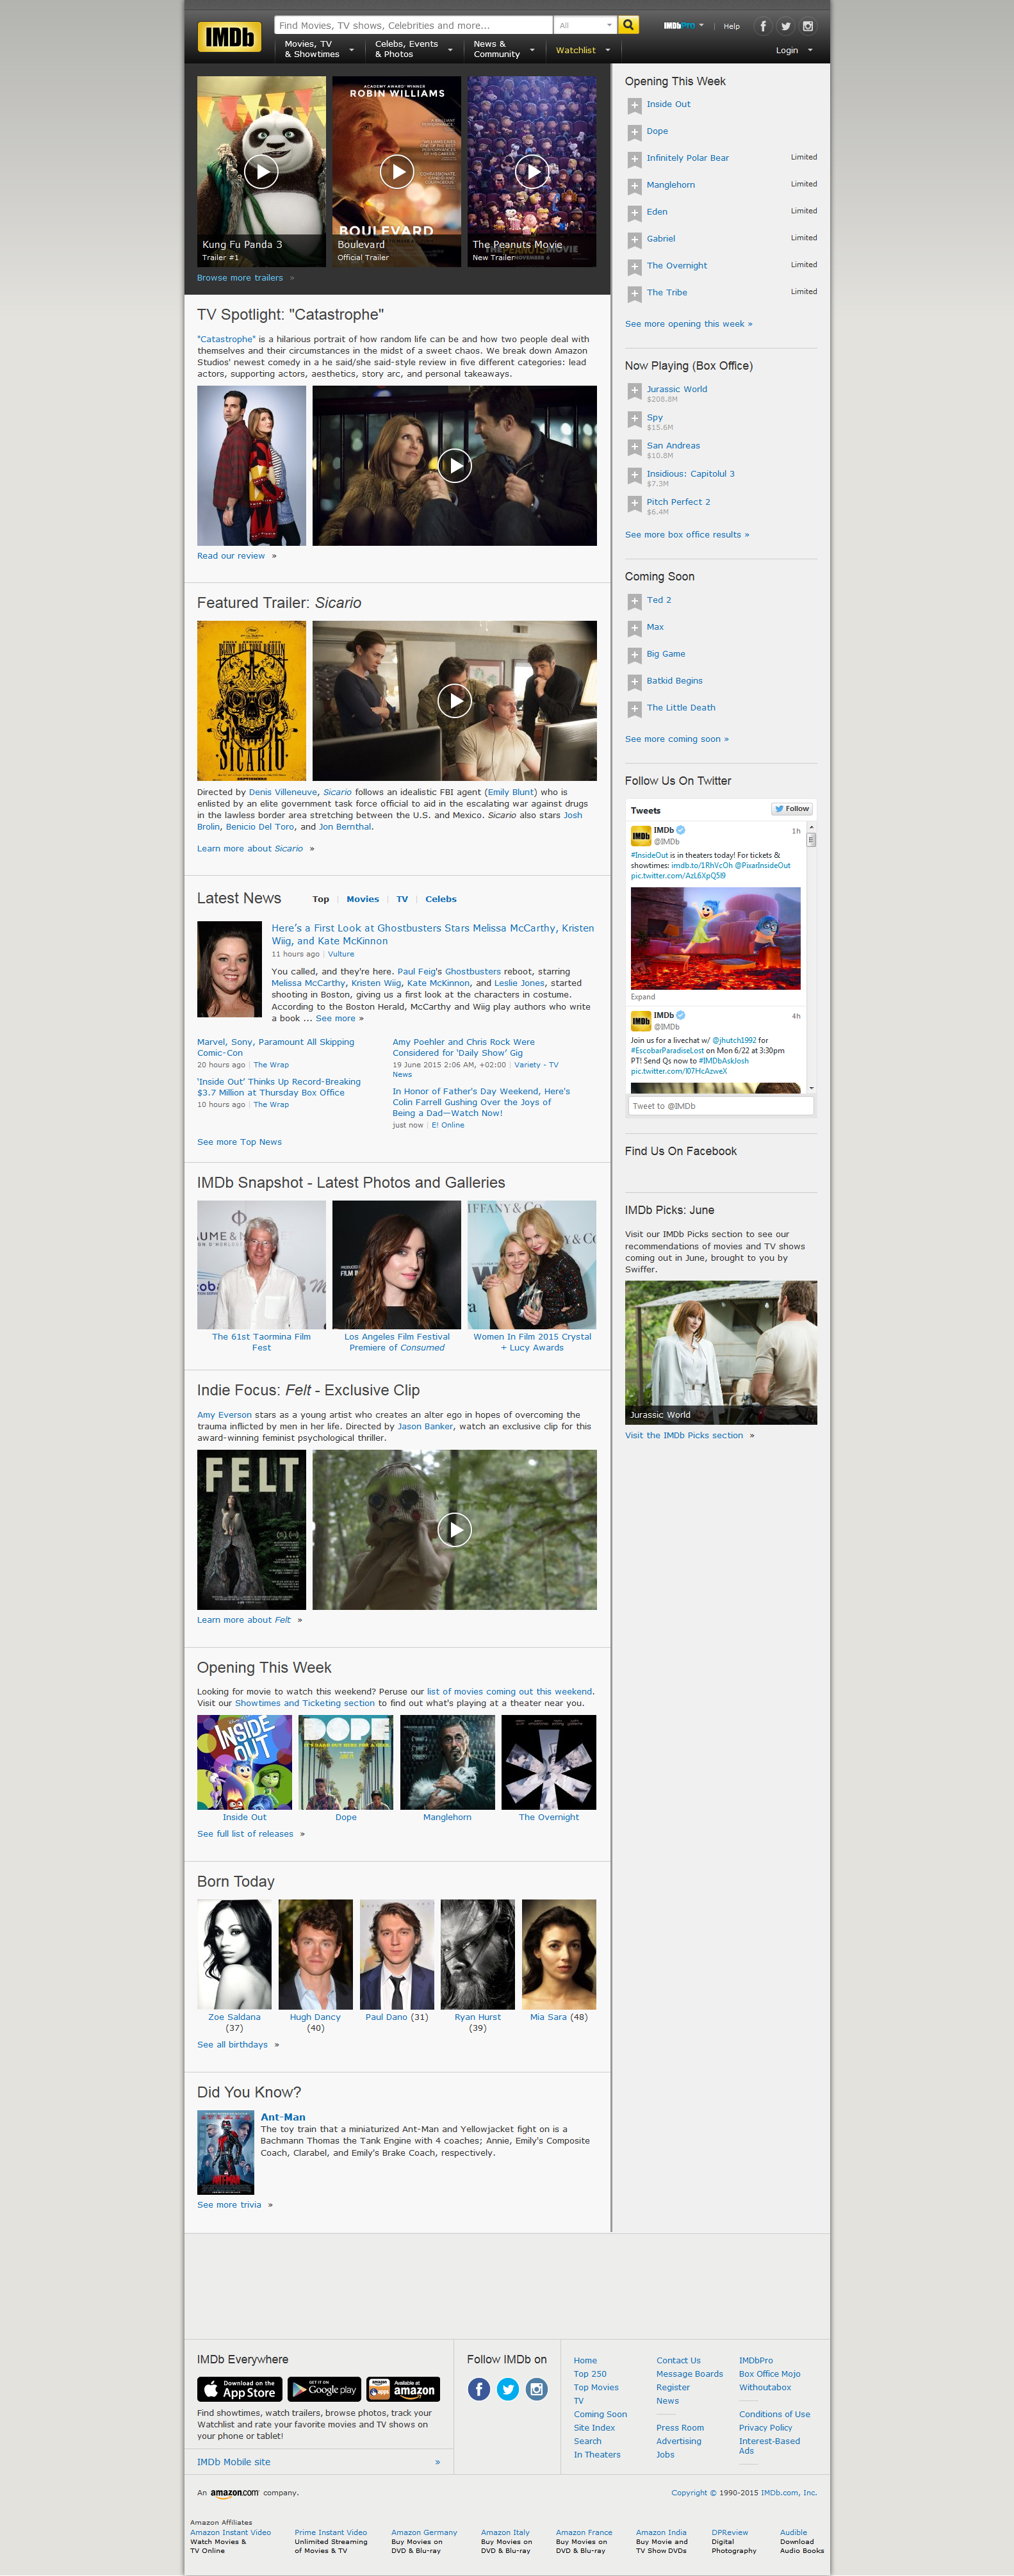 IMDb
Find Movies, TV shows, Celebrities and more...
All
IMDbPro
Help
Movies, TV
& Showtimes
Celebs, Events
& Photos
News &
Community
Watchlist
Login
ACADEMY AWARD WINNER
ROBIN WILLIAMS
BOULEVARD
Kung Fu Panda 3
Trailer #1
Boulevard
Official Trailer
The Peanuts Movie
New Trailer
Browse more trailers »
TV Spotlight: "Catastrophe"
"Catastrophe" is a hilarious portrait of how random life can be and how two people deal with
themselves and their circumstances in the midst of a sweet chaos. We break down Amazon
Studios' newest comedy in a he said/she said-style review in five different categories: lead
actors, supporting actors, aesthetics, story arc, and personal takeaways.
Read our review »
Featured Trailer: Sicario
SICARIO
Directed by Denis Villeneuve, Sicario follows an idealistic FBI agent (Emily Blunt) who is
enlisted by an elite government task force official to aid in the escalating war against drugs
in the lawless border area stretching between the U.S. and Mexico. Sicario also stars Josh
Brolin, Benicio Del Toro, and Jon Bernthal.
Learn more about Sicario »
Latest News
Top | Movies | TV | Celebs
Here's a First Look at Ghostbusters Stars Melissa McCarthy, Kristen
Wiig, and Kate McKinnon
11 hours ago | Vulture
You called, and they're here. Paul Feig's Ghostbusters reboot, starring
Melissa McCarthy, Kristen Wiig, Kate McKinnon, and Leslie Jones, started
shooting in Boston, giving us a first look at the characters in costume.
According to the Boston Herald, McCarthy and Wiig play authors who write
a book ... See more »
Marvel, Sony, Paramount All Skipping
Comic-Con
20 hours ago | The Wrap
'Inside Out' Thinks Up Record-Breaking
$3.7 Million at Thursday Box Office
10 hours ago | The Wrap
Amy Poehler and Chris Rock Were
Considered for 'Daily Show' Gig
19 June 2015 2:06 AM, +02:00 | Variety - TV
News
In Honor of Father's Day Weekend, Here's
Colin Farrell Gushing Over the Joys of
Being a Dad—Watch Now!
just now | E! Online
See more Top News
IMDb Snapshot - Latest Photos and Galleries
The 61st Taormina Film
Fest
Los Angeles Film Festival
Premiere of Consumed
Women In Film 2015 Crystal
+ Lucy Awards
Indie Focus: Felt - Exclusive Clip
Amy Everson stars as a young artist who creates an alter ego in hopes of overcoming the
trauma inflicted by men in her life. Directed by Jason Banker, watch an exclusive clip for this
award-winning feminist psychological thriller.
FELT
Learn more about Felt »
Opening This Week
Looking for movie to watch this weekend? Peruse our list of movies coming out this weekend.
Visit our Showtimes and Ticketing section to find out what's playing at a theater near you.
INSIDE OUT
DOPE
Inside Out
Dope
Manglehorn
The Overnight
See full list of releases »
Born Today
Zoe Saldana
(37)
Hugh Dancy
(40)
Paul Dano (31)
Ryan Hurst
(39)
Mia Sara (48)
See all birthdays »
Did You Know?
Ant-Man
The toy train that a miniaturized Ant-Man and Yellowjacket fight on is a
Bachmann Thomas the Tank Engine with 4 coaches; Annie, Emily's Composite
Coach, Clarabel, and Emily's Brake Coach, respectively.
See more trivia »
Opening This Week
Inside Out
Dope
Infinitely Polar Bear Limited
Manglehorn Limited
Eden Limited
Gabriel Limited
The Overnight Limited
The Tribe Limited
See more opening this week »
Now Playing (Box Office)
Jurassic World
$208.8M
Spy
$15.6M
San Andreas
$10.8M
Insidious: Capitolul 3
$7.3M
Pitch Perfect 2
$6.4M
See more box office results »
Coming Soon
Ted 2
Max
Big Game
Batkid Begins
The Little Death
See more coming soon »
Follow Us On Twitter
Tweets
Follow
IMDb
@IMDb
1h
#InsideOut is in theaters today! For tickets &
showtimes: imdb.to/1RhVcOh @PixarInsideOut
pic.twitter.com/AzL6XpQ5I9
Expand
IMDb
@IMDb
4h
Join us for a livechat w/ @jhutch1992 for
#EscobarParadiseLost on Mon 6/22 at 3:30pm
PT! Send Qs now to #IMDbAskJosh
pic.twitter.com/l07HcAzweX
Tweet to @IMDb
Find Us On Facebook
IMDb Picks: June
Visit our IMDb Picks section to see our
recommendations of movies and TV shows
coming out in June, brought to you by
Swiffer.
Jurassic World
Visit the IMDb Picks section »
IMDb Everywhere
Download on the
App Store
GET IT ON
Google play
Available at
amazon
Find showtimes, watch trailers, browse photos, track your
Watchlist and rate your favorite movies and TV shows on
your phone or tablet!
IMDb Mobile site »
Follow IMDb on
Home
Top 250
Top Movies
TV
Coming Soon
Site Index
Search
In Theaters
Contact Us
Message Boards
Register
News
Press Room
Advertising
Jobs
IMDbPro
Box Office Mojo
Withoutabox
Conditions of Use
Privacy Policy
Interest-Based
Ads
An amazon.com company.
Copyright © 1990-2015 IMDb.com, Inc.
Amazon Affiliates
Amazon Instant Video
Watch Movies &
TV Online
Prime Instant Video
Unlimited Streaming
of Movies & TV
Amazon Germany
Buy Movies on
DVD & Blu-ray
Amazon Italy
Buy Movies on
DVD & Blu-ray
Amazon France
Buy Movies on
DVD & Blu-ray
Amazon India
Buy Movie and
TV Show DVDs
DPReview
Digital
Photography
Audible
Download
Audio Books